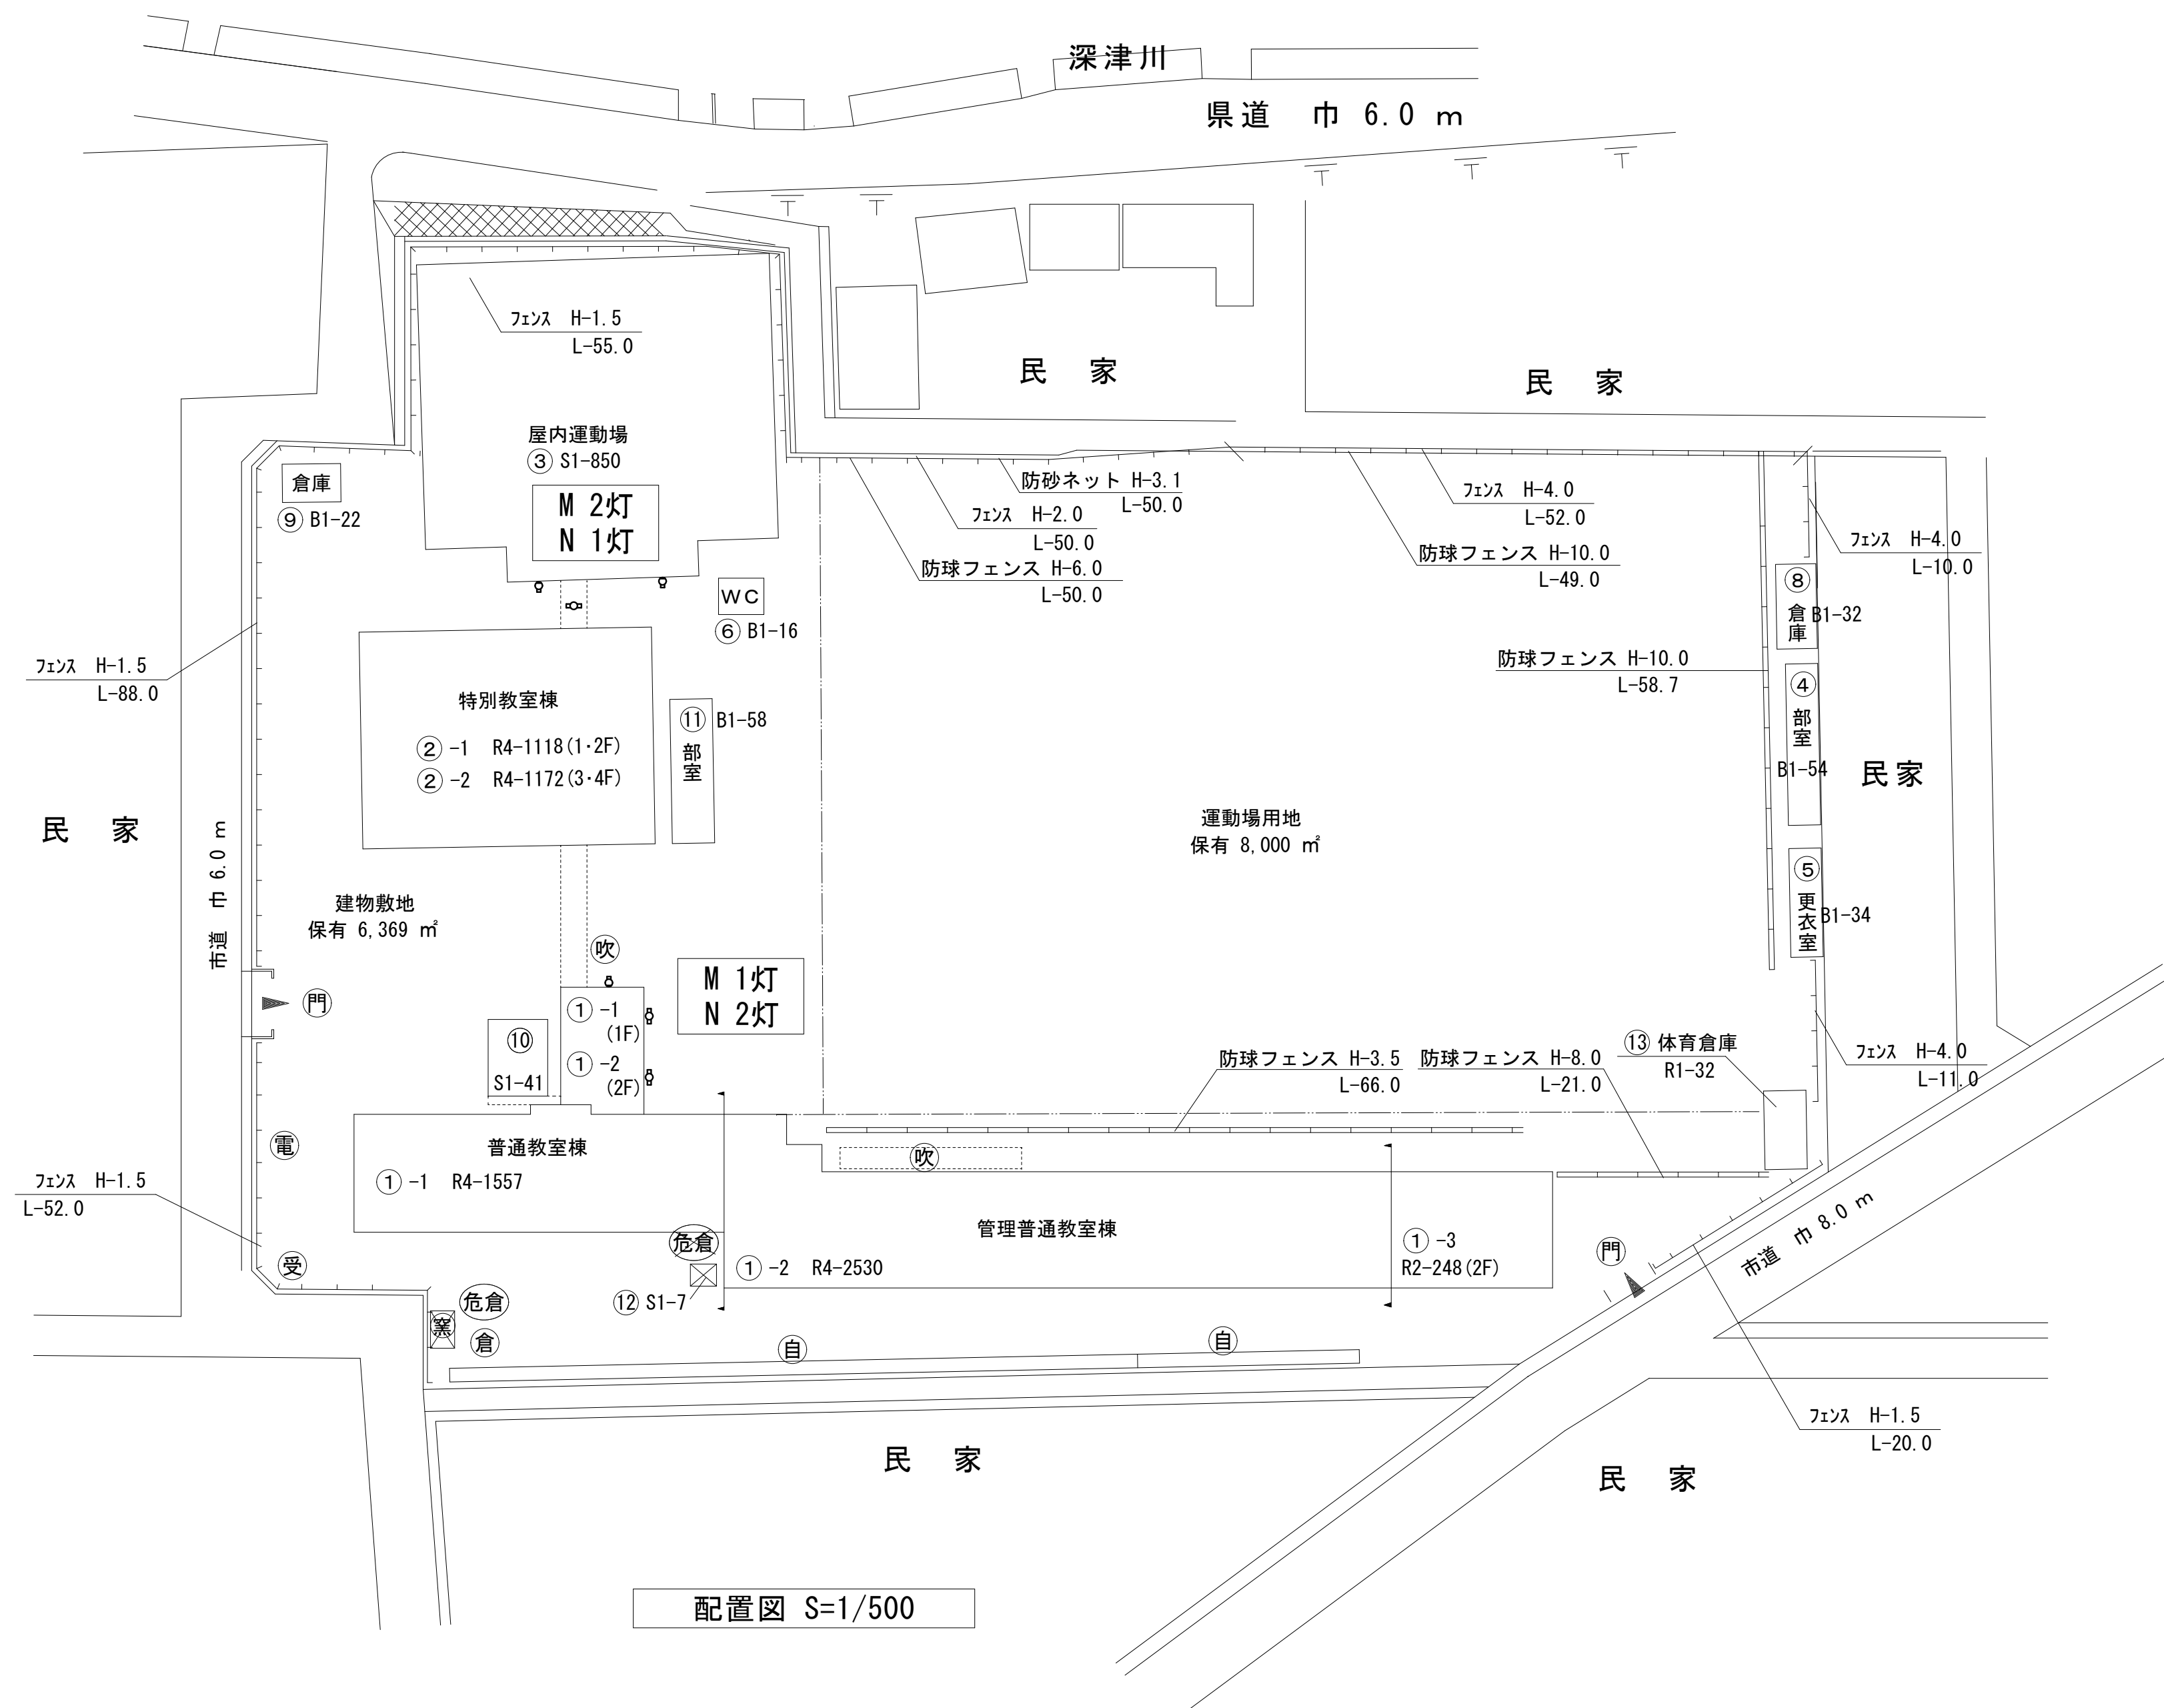 深津川
県道　巾 6.0 m
フェンス　H-1.5
L-55.0
民　家
民　家
屋内運動場
③ S1-850
M 2灯
N 1灯
倉庫
⑨ B1-22
防砂ネット H-3.1
L-50.0
フェンス　H-2.0
L-50.0
防球フェンス H-6.0
L-50.0
フェンス　H-4.0
L-52.0
防球フェンス H-10.0
L-49.0
フェンス　H-4.0
L-10.0
⑧
倉庫
B1-32
WC
⑥ B1-16
フェンス　H-1.5
L-88.0
防球フェンス H-10.0
L-58.7
特別教室棟
②-1　R4-1118(1・2F)
②-2　R4-1172(3・4F)
⑪
部室
B1-58
④
部室
B1-54
民家
民　家
市道　巾 6.0 m
運動場用地
保有 8,000 ㎡
建物敷地
保有 6,369 ㎡
⑤
更衣室
B1-34
吹
M 1灯
N 2灯
門
①-1
(1F)
①-2
(2F)
⑩
S1-41
防球フェンス H-3.5
L-66.0
防球フェンス H-8.0
L-21.0
⑬ 体育倉庫
R1-32
フェンス　H-4.0
L-11.0
電
普通教室棟
①-1　R4-1557
吹
フェンス　H-1.5
L-52.0
受
危倉
管理普通教室棟
①-2　R4-2530
①-3
R2-248(2F)
門
市道　巾 8.0 m
⑫ S1-7
危倉
窯
倉
自
自
フェンス　H-1.5
L-20.0
民　家
民　家
配置図 S=1/500